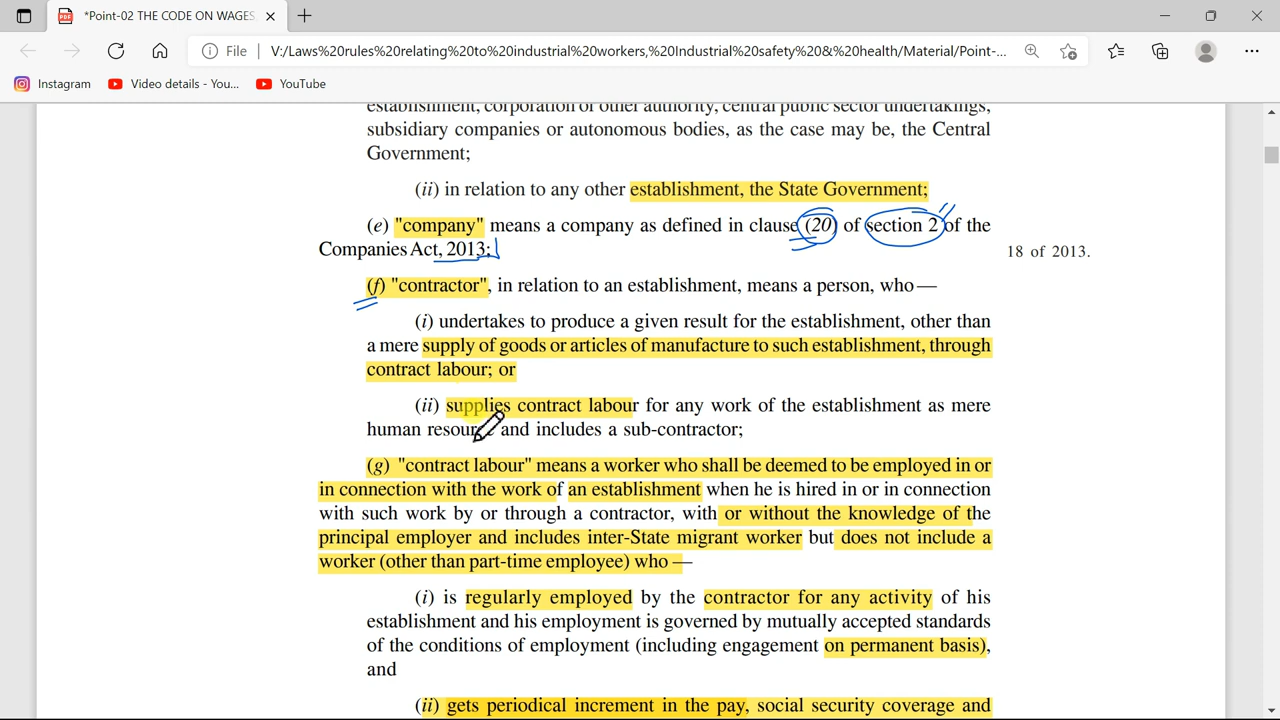 *Point-02 THE CODE ON WAGES,
File
V:/Laws%20rules%20relating%20to%20industrial%20workers,%20Industrial%20safety%20&%20health/Material/Point-...
Instagram
Video details - You...
YouTube
establishment, corporation or other authority, central public sector undertakings,
subsidiary companies or autonomous bodies, as the case may be, the Central
Government;
(ii) in relation to any other establishment, the State Government;
(e) "company" means a company as defined in clause (20) of section 2 of the
Companies Act, 2013;
18 of 2013.
(f) "contractor", in relation to an establishment, means a person, who—
(i) undertakes to produce a given result for the establishment, other than
a mere supply of goods or articles of manufacture to such establishment, through
contract labour; or
(ii) supplies contract labour for any work of the establishment as mere
human resource and includes a sub-contractor;
(g) "contract labour" means a worker who shall be deemed to be employed in or
in connection with the work of an establishment when he is hired in or in connection
with such work by or through a contractor, with or without the knowledge of the
principal employer and includes inter-State migrant worker but does not include a
worker (other than part-time employee) who —
(i) is regularly employed by the contractor for any activity of his
establishment and his employment is governed by mutually accepted standards
of the conditions of employment (including engagement on permanent basis),
and
(ii) gets periodical increment in the pay, social security coverage and